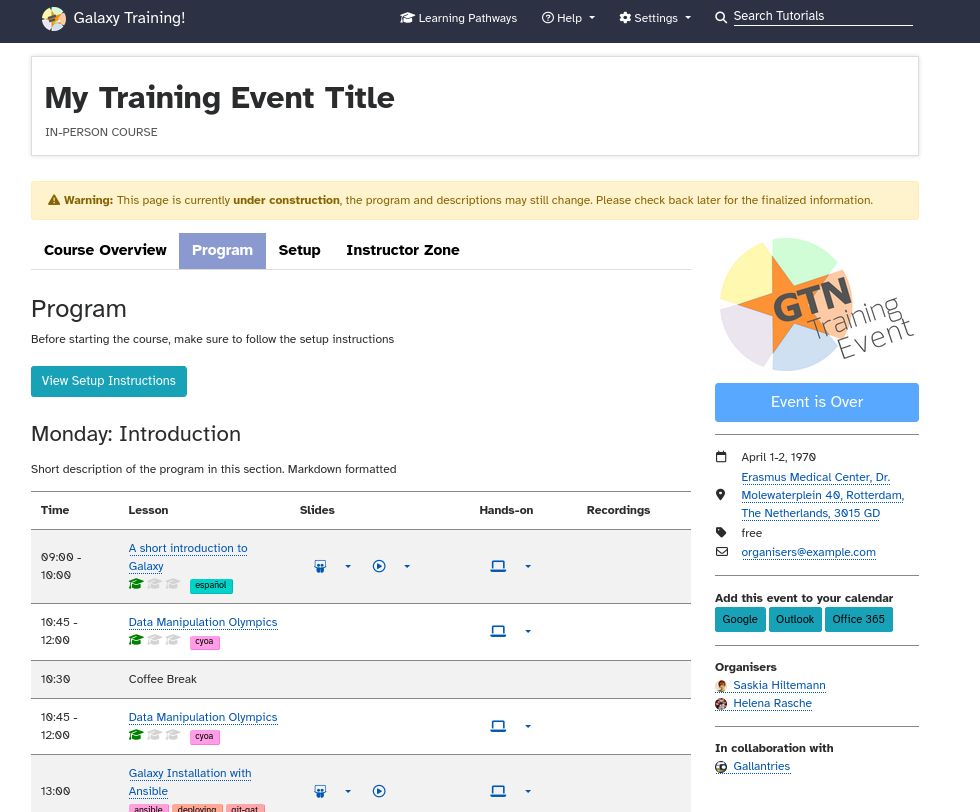 Galaxy Training!
Learning Pathways
Help
Settings
Search Tutorials
My Training Event Title
IN-PERSON COURSE
Warning: This page is currently under construction, the program and descriptions may still change. Please check back later for the finalized information.
Course Overview
Program
Setup
Instructor Zone
Program
Before starting the course, make sure to follow the setup instructions
View Setup Instructions
Monday: Introduction
Short description of the program in this section. Markdown formatted
Time Lesson Slides Hands-on Recordings
09:00 -
10:00
A short introduction to
Galaxy
español
10:45 -
12:00
Data Manipulation Olympics
cyoa
10:30 Coffee Break
10:45 -
12:00
Data Manipulation Olympics
cyoa
13:00
Galaxy Installation with
Ansible
ansible deploying git-gat
GTN
Training
Event
Event is Over
April 1-2, 1970
Erasmus Medical Center, Dr.
Molewaterplein 40, Rotterdam,
The Netherlands, 3015 GD
free
organisers@example.com
Add this event to your calendar
Google Outlook Office 365
Organisers
Saskia Hiltemann
Helena Rasche
In collaboration with
Gallantries